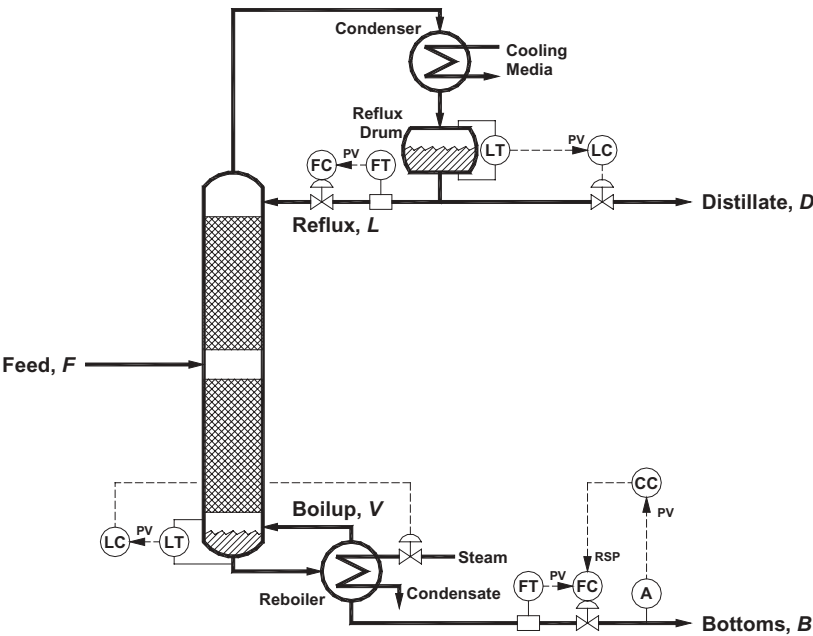 Condenser
Cooling
Media
Reflux
Drum
FC
PV
FT
LT
PV
LC
Distillate, D
Reflux, L
Feed, F
Boilup, V
CC
PV
LC
PV
LT
Steam
RSP
Reboiler
Condensate
FT
PV
FC
A
Bottoms, B